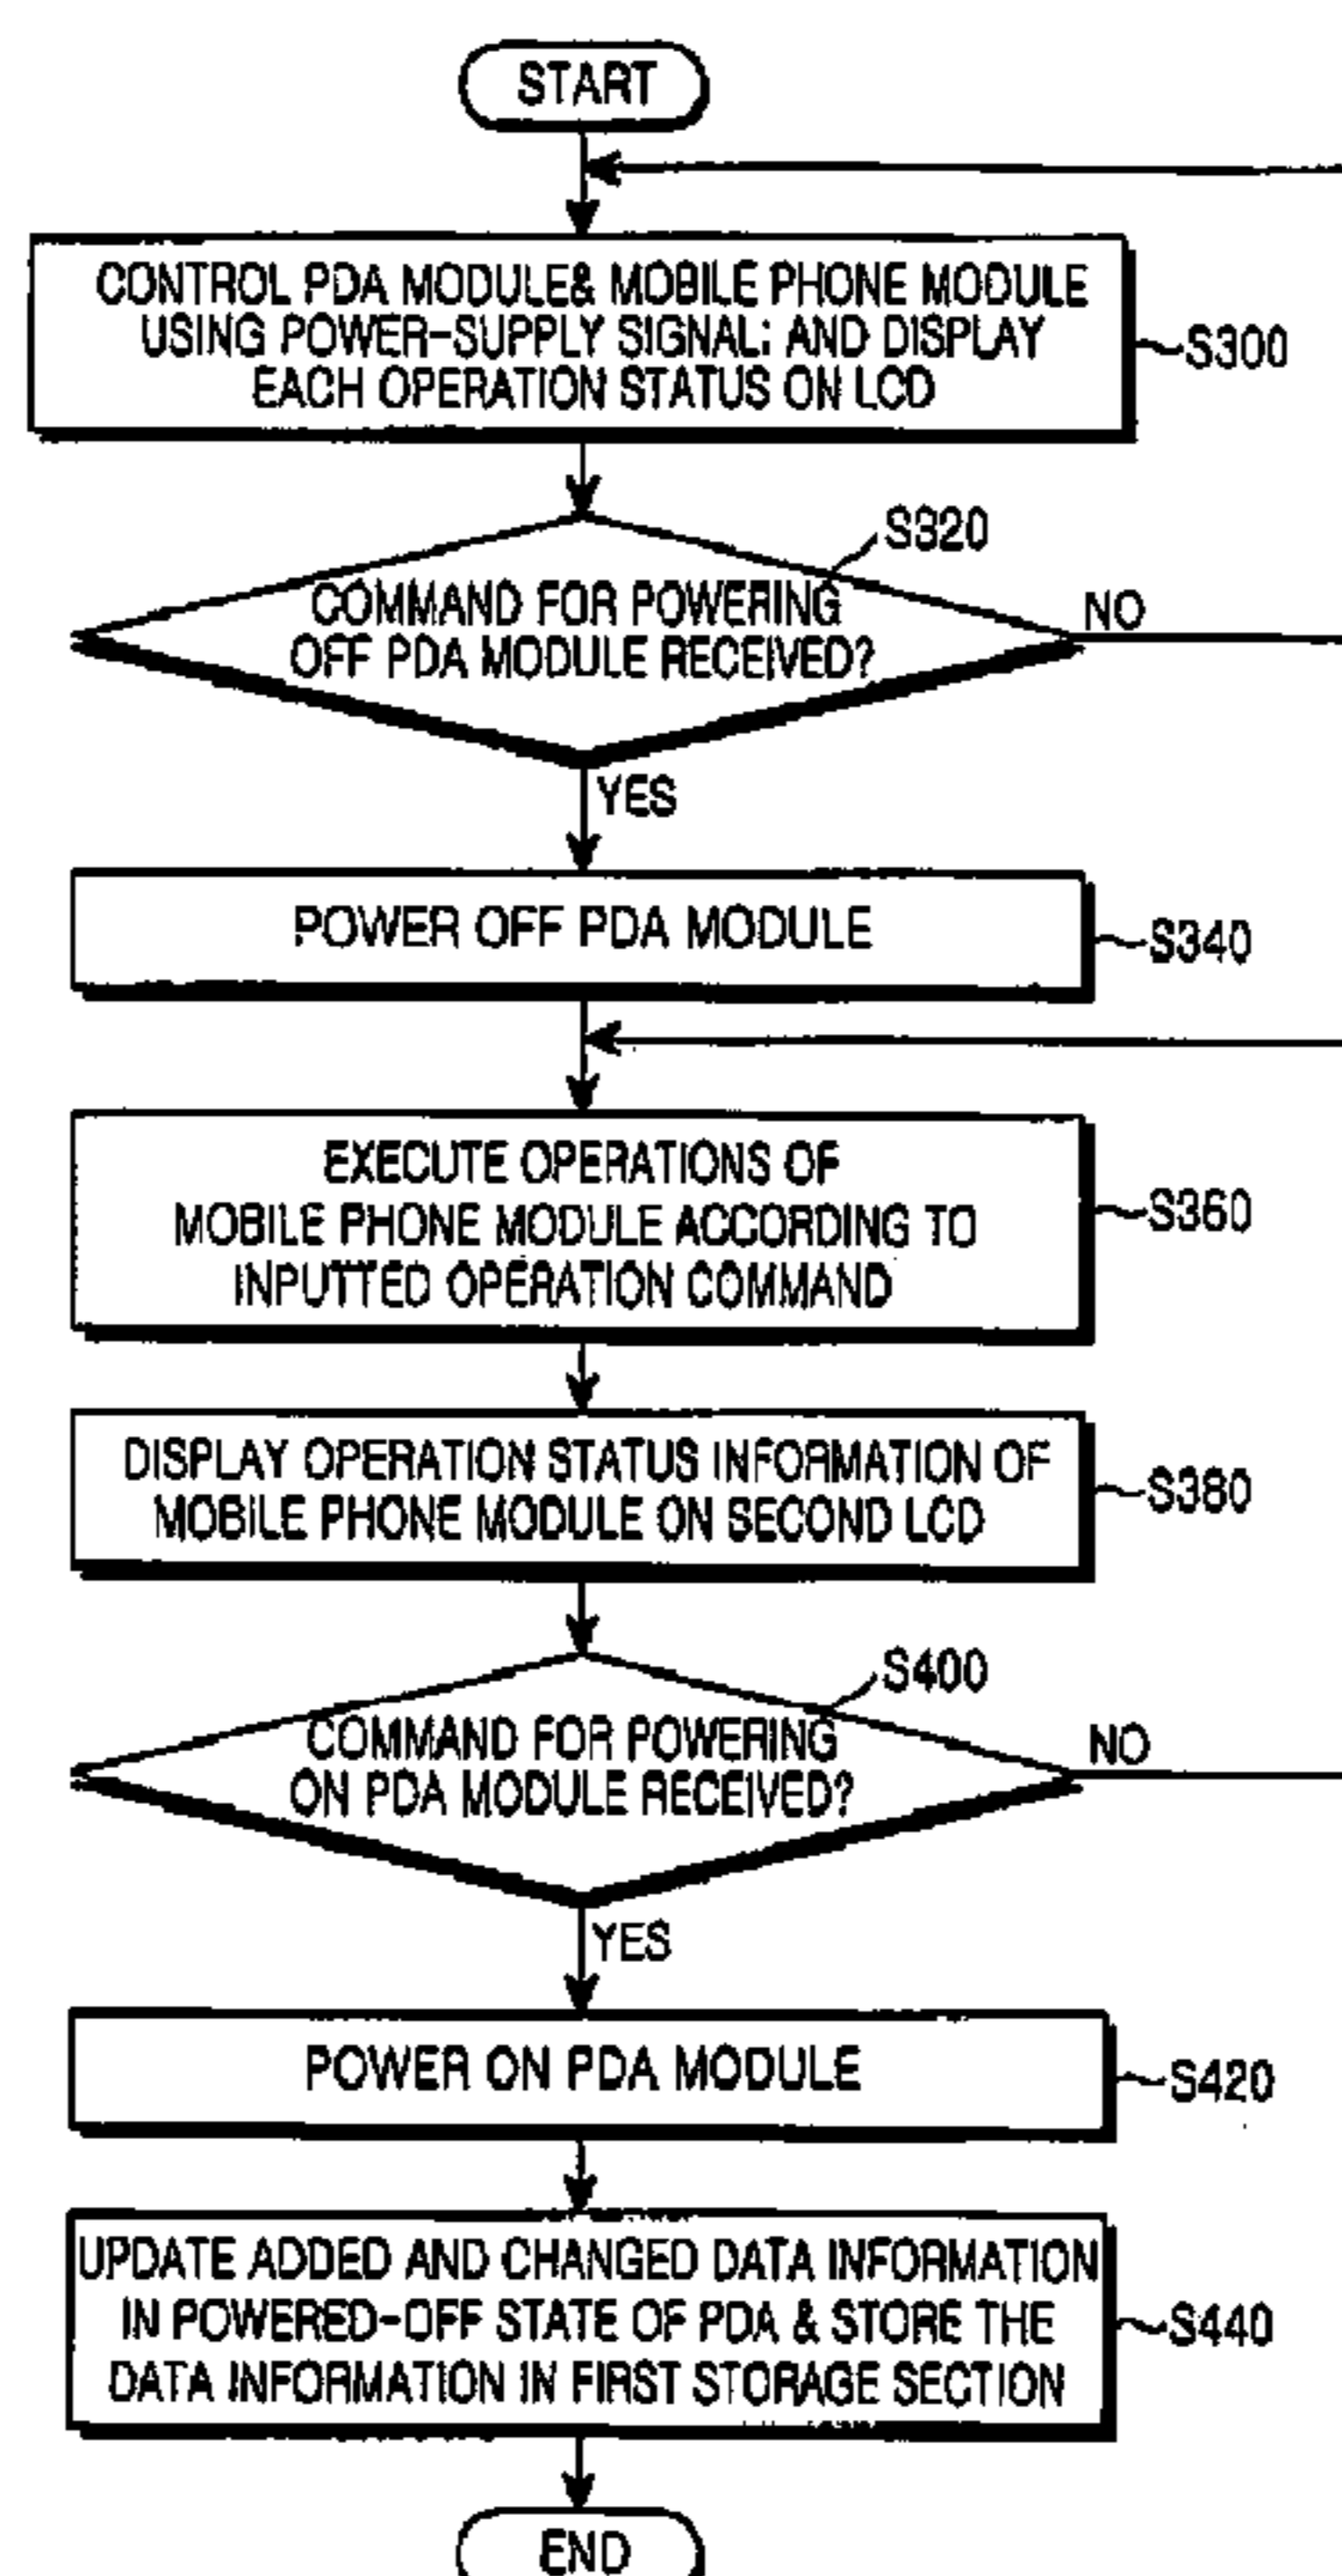 START
CONTROL PDA MODULE& MOBILE PHONE MODULE
USING POWER-SUPPLY SIGNAL; AND DISPLAY
EACH OPERATION STATUS ON LCD
S300
S320
COMMAND FOR POWERING
OFF PDA MODULE RECEIVED?
NO
YES
POWER OFF PDA MODULE
S340
EXECUTE OPERATIONS OF
MOBILE PHONE MODULE ACCORDING TO
INPUTTED OPERATION COMMAND
S360
DISPLAY OPERATION STATUS INFORMATION OF
MOBILE PHONE MODULE ON SECOND LCD
S380
S400
COMMAND FOR POWERING
ON PDA MODULE RECEIVED?
NO
YES
POWER ON PDA MODULE
S420
UPDATE ADDED AND CHANGED DATA INFORMATION
IN POWERED-OFF STATE OF PDA & STORE THE
DATA INFORMATION IN FIRST STORAGE SECTION
S440
END